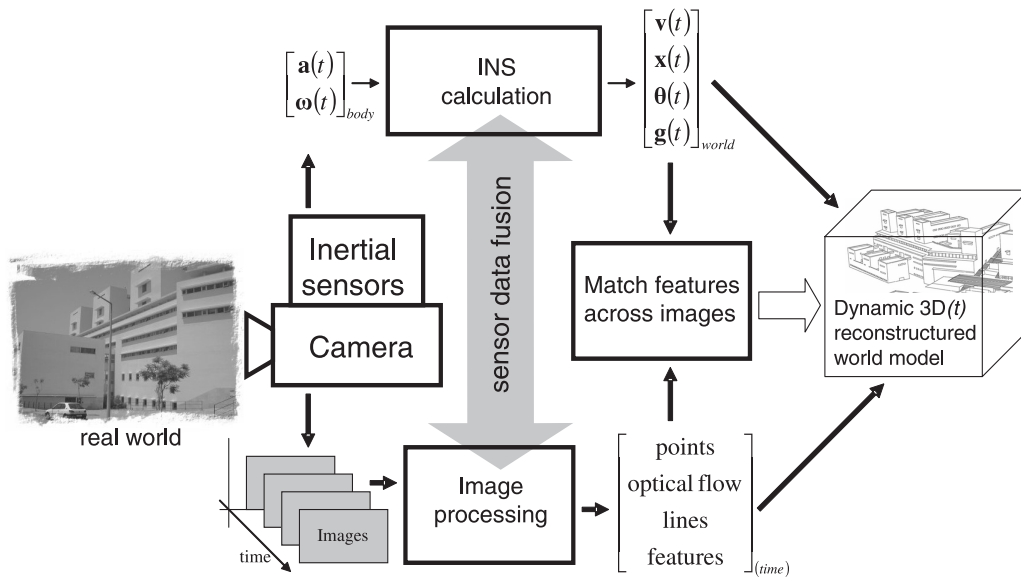 [a(t)
ω(t)]body
INS
calculation
[v(t)
x(t)
θ(t)
g(t)]world
Inertial
sensors
Camera
real world
sensor data fusion
Match features
across images
Dynamic 3D(t)
reconstructured
world model
Images
time
Image
processing
[points
optical flow
lines
features](time)